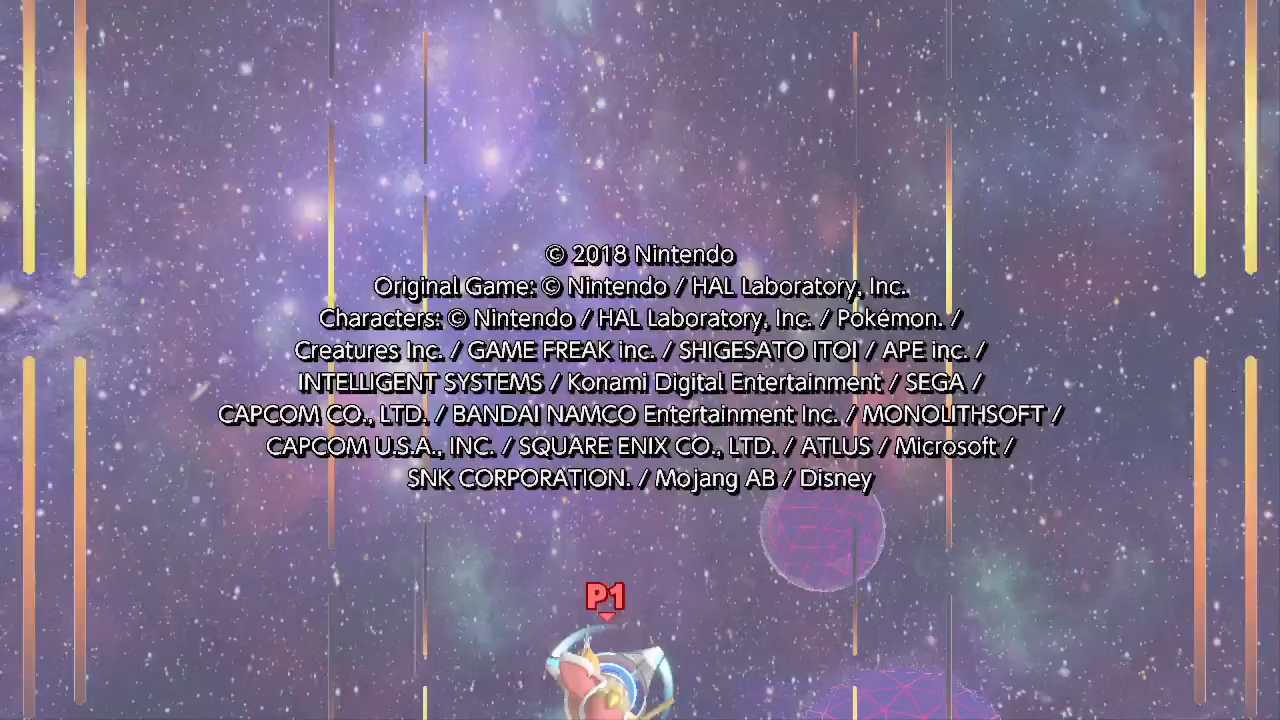 © 2018 Nintendo
Original Game: © Nintendo / HAL Laboratory, Inc.
Characters: © Nintendo / HAL Laboratory, Inc. / Pokémon. /
Creatures Inc. / GAME FREAK inc. / SHIGESATO ITOI / APE inc. /
INTELLIGENT SYSTEMS / Konami Digital Entertainment / SEGA /
CAPCOM CO., LTD. / BANDAI NAMCO Entertainment Inc. / MONOLITHSOFT /
CAPCOM U.S.A., INC. / SQUARE ENIX CO., LTD. / ATLUS / Microsoft /
SNK CORPORATION. / Mojang AB / Disney
P1